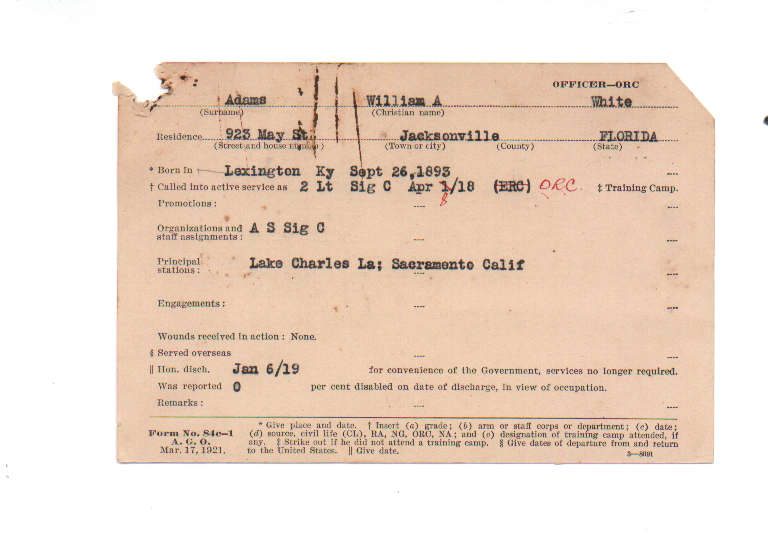 OFFICER—ORC
Adams William A White
(Surname) (Christian name)
Residence 923 May St Jacksonville FLORIDA
(Street and house number) (Town or city) (County) (State)
* Born in Lexington Ky Sept 26,1893
† Called into active service as 2 Lt Sig C Apr 1/18 (ERC) O.R.C. ‡ Training Camp.
8
Promotions:
Organizations and A S Sig C
staff assignments:
Principal Lake Charles La; Sacramento Calif
stations:
Engagements:
Wounds received in action: None.
§ Served overseas
|| Hon. disch. Jan 6/19 for convenience of the Government, services no longer required.
Was reported 0 per cent disabled on date of discharge, in view of occupation.
Remarks:
Form No. 84c—1
A. G. O.
Mar. 17, 1921.
* Give place and date. † Insert (a) grade; (b) arm or staff corps or department; (c) date;
(d) source, civil life (CL), RA, NG, ORC, NA; and (e) designation of training camp attended, if
any. ‡ Strike out if he did not attend a training camp. § Give dates of departure from and return
to the United States. || Give date. 3—8691